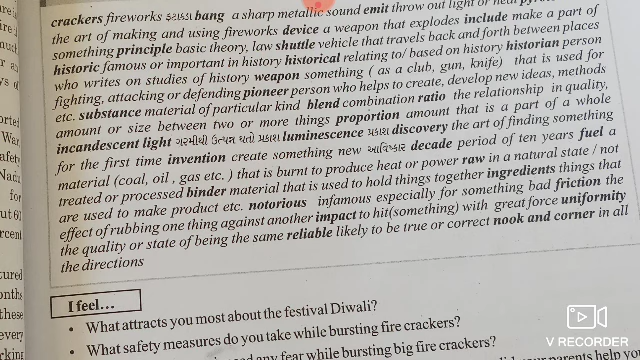 crackers fireworks ફટાકડા bang a sharp metallic sound emit throw out light or heat
the art of making and using fireworks device a weapon that explodes include make a part of
something principle basic theory, law shuttle vehicle that travels back and forth between places
historic famous or important in history historical relating to/ based on history historian person
who writes on studies of history weapon something ( as a club, gun, knife) that is used for
fighting, attacking or defending pioneer person who helps to create, develop new ideas, methods
etc. substance material of particular kind blend combination ratio the relationship in quality,
amount or size between two or more things proportion amount that is a part of a whole
incandescent light ગરમીથી ઉત્પન્ન થતો પ્રકાશ luminescence પ્રકાશ discovery the art of finding something
for the first time invention create something new આવિષ્કાર decade period of ten years fuel a
material (coal, oil , gas etc. ) that is burnt to produce heat or power raw in a natural state / not
treated or processed binder material that is used to hold things together ingredients things that
are used to make product etc. notorious infamous especially for something bad friction the
effect of rubbing one thing against another impact to hit(something) with great force uniformity
the quality or state of being the same reliable likely to be true or correct nook and corner in all
the directions
I feel...
• What attracts you most about the festival Diwali?
• What safety measures do you take while bursting fire crackers?
any fear while bursting big fire crackers?
parents help you
V RECORDER